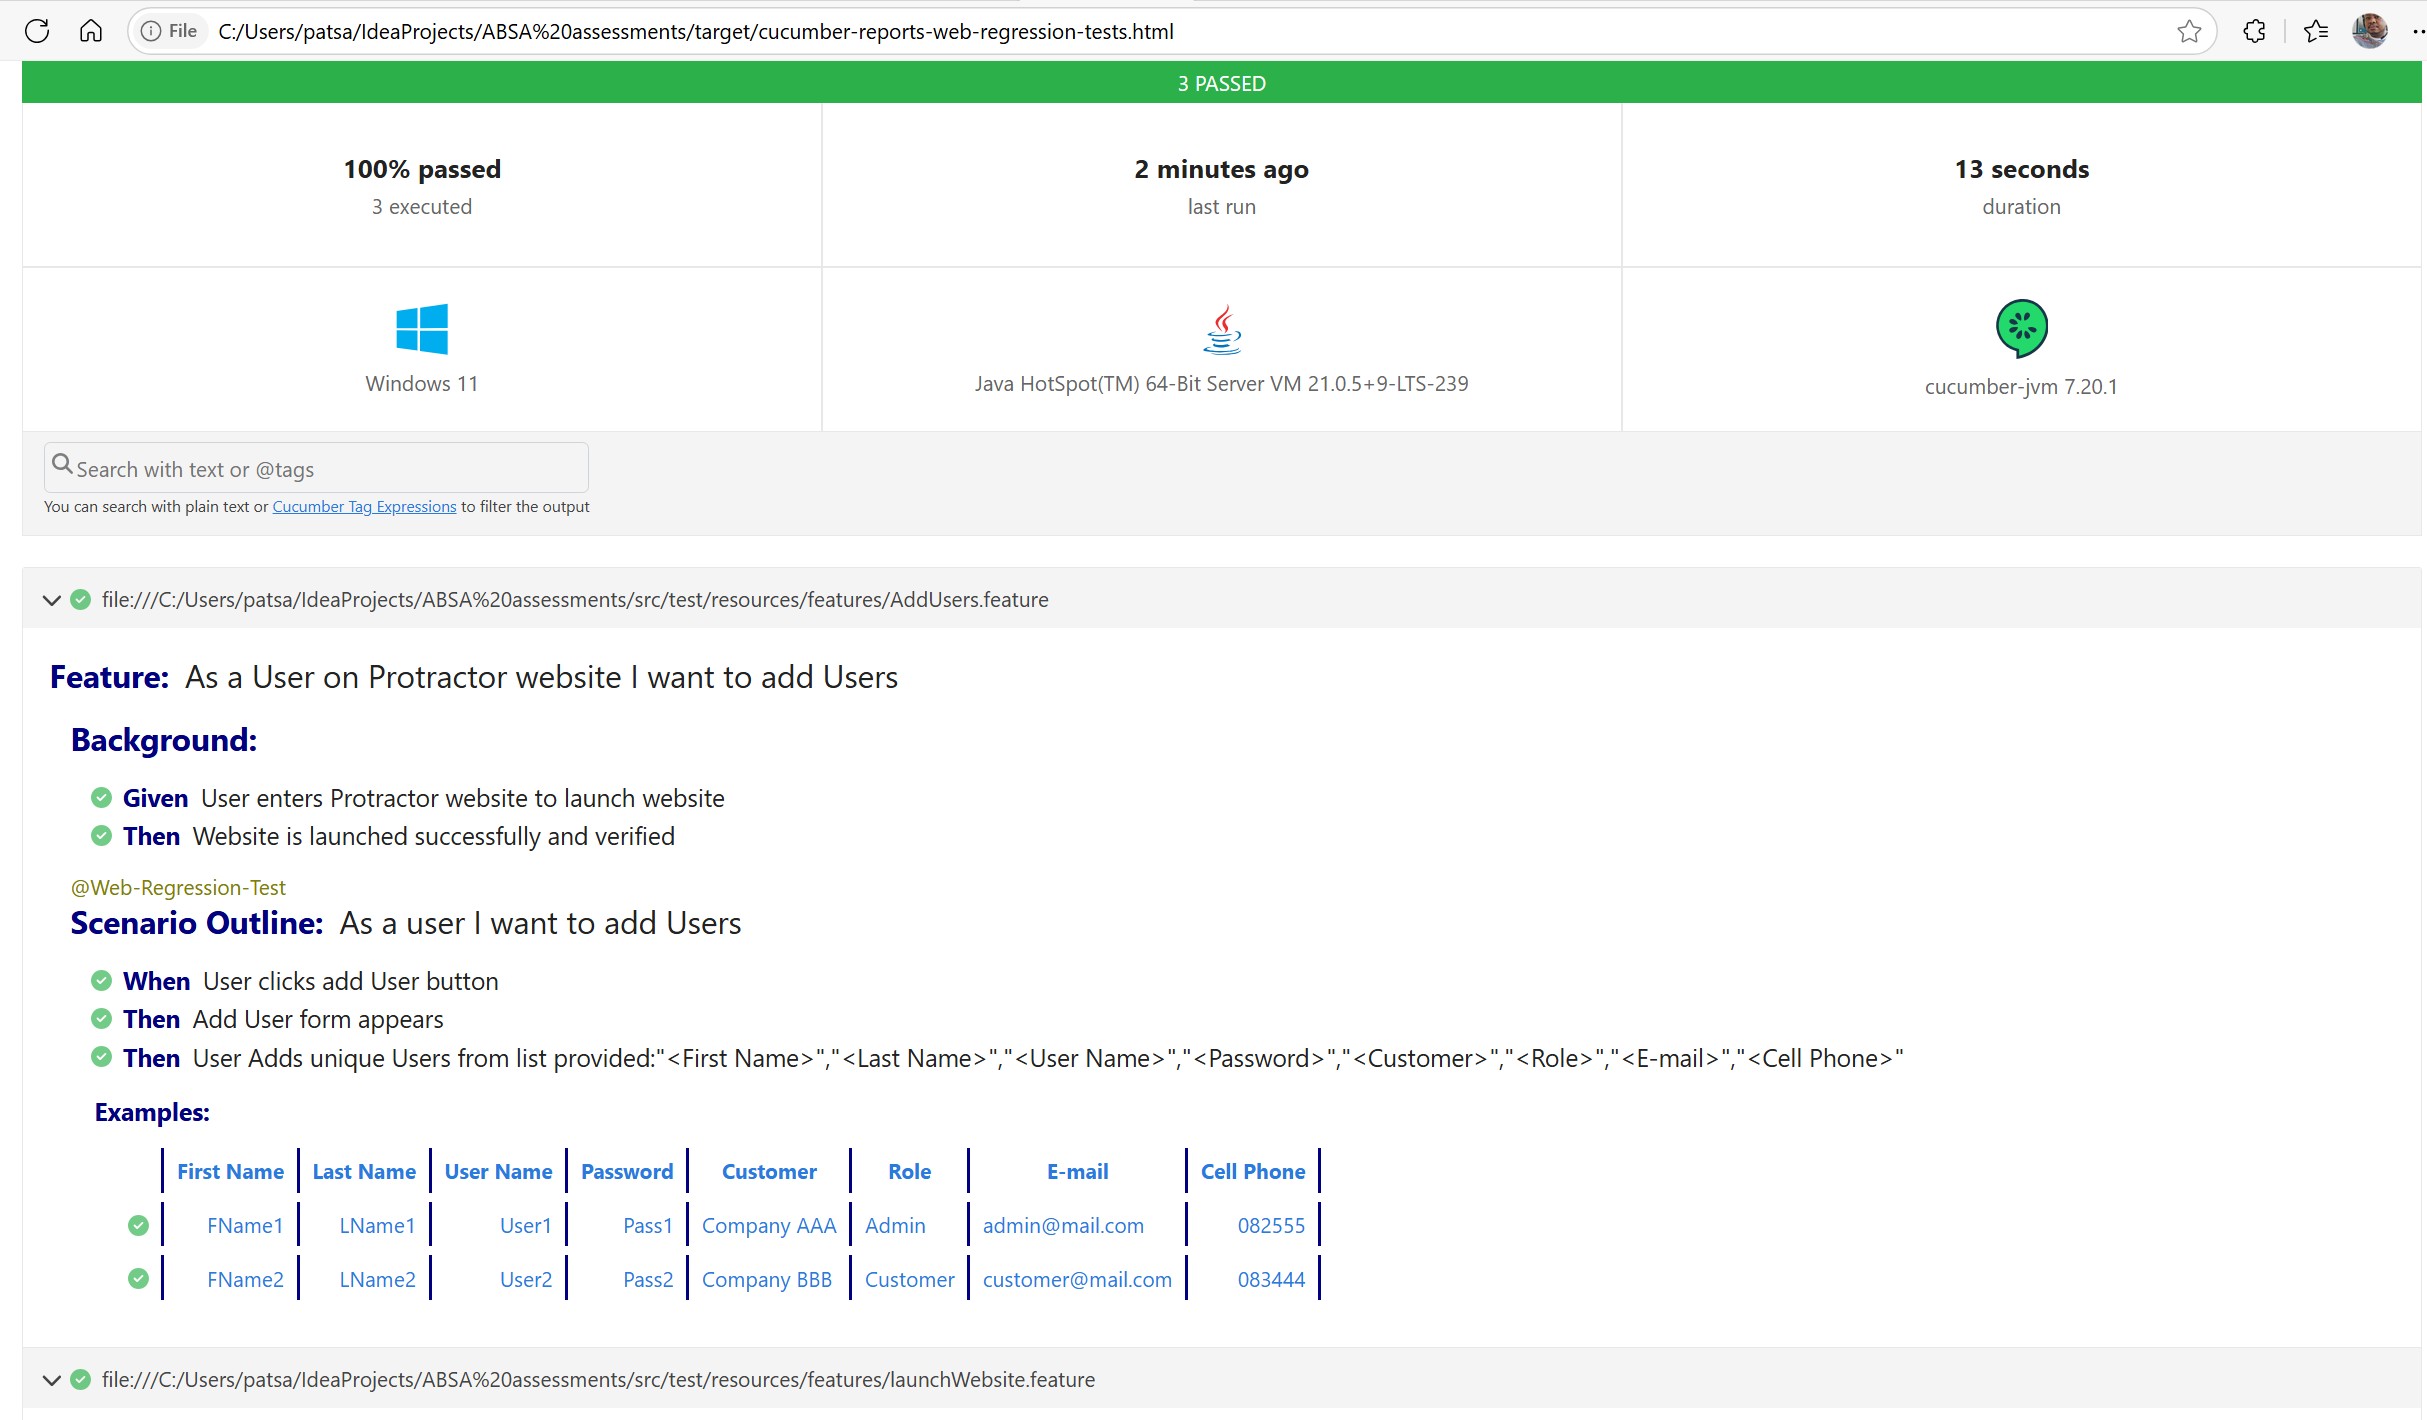 File C:/Users/patsa/IdeaProjects/ABSA%20assessments/target/cucumber-reports-web-regression-tests.html
3 PASSED
100% passed
3 executed
2 minutes ago
last run
13 seconds
duration
Windows 11
Java HotSpot(TM) 64-Bit Server VM 21.0.5+9-LTS-239
cucumber-jvm 7.20.1
Search with text or @tags
You can search with plain text or Cucumber Tag Expressions to filter the output
file:///C:/Users/patsa/IdeaProjects/ABSA%20assessments/src/test/resources/features/AddUsers.feature
Feature: As a User on Protractor website I want to add Users
Background:
Given User enters Protractor website to launch website
Then Website is launched successfully and verified
@Web-Regression-Test
Scenario Outline: As a user I want to add Users
When User clicks add User button
Then Add User form appears
Then User Adds unique Users from list provided:"<First Name>","<Last Name>","<User Name>","<Password>","<Customer>","<Role>","<E-mail>","<Cell Phone>"
Examples:
First Name Last Name User Name Password Customer Role E-mail Cell Phone
FName1 LName1 User1 Pass1 Company AAA Admin admin@mail.com 082555
FName2 LName2 User2 Pass2 Company BBB Customer customer@mail.com 083444
file:///C:/Users/patsa/IdeaProjects/ABSA%20assessments/src/test/resources/features/launchWebsite.feature